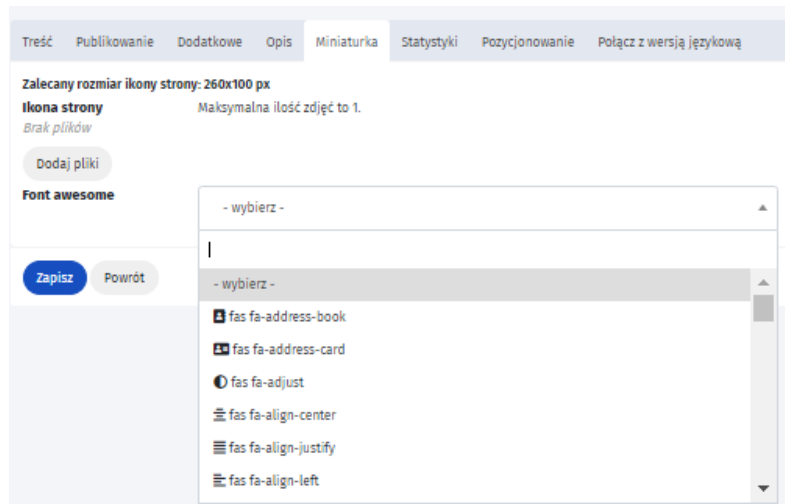 Treść Publikowanie Dodatkowe Opis Miniaturka Statystyki Pozycjonowanie Połącz z wersją językową
Zalecany rozmiar ikony strony: 260x100 px
Ikona strony Maksymalna ilość zdjęć to 1.
Brak plików
Dodaj pliki
Font awesome
- wybierz -
- wybierz -
Zapisz Powrót
fas fa-address-book
fas fa-address-card
fas fa-adjust
fas fa-align-center
fas fa-align-justify
fas fa-align-left